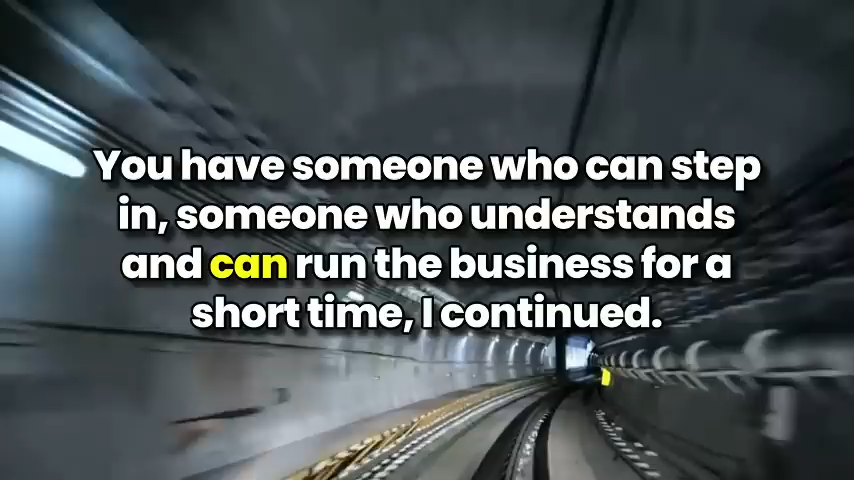 You have someone who can step
in, someone who understands
and can run the business for a
short time, I continued.